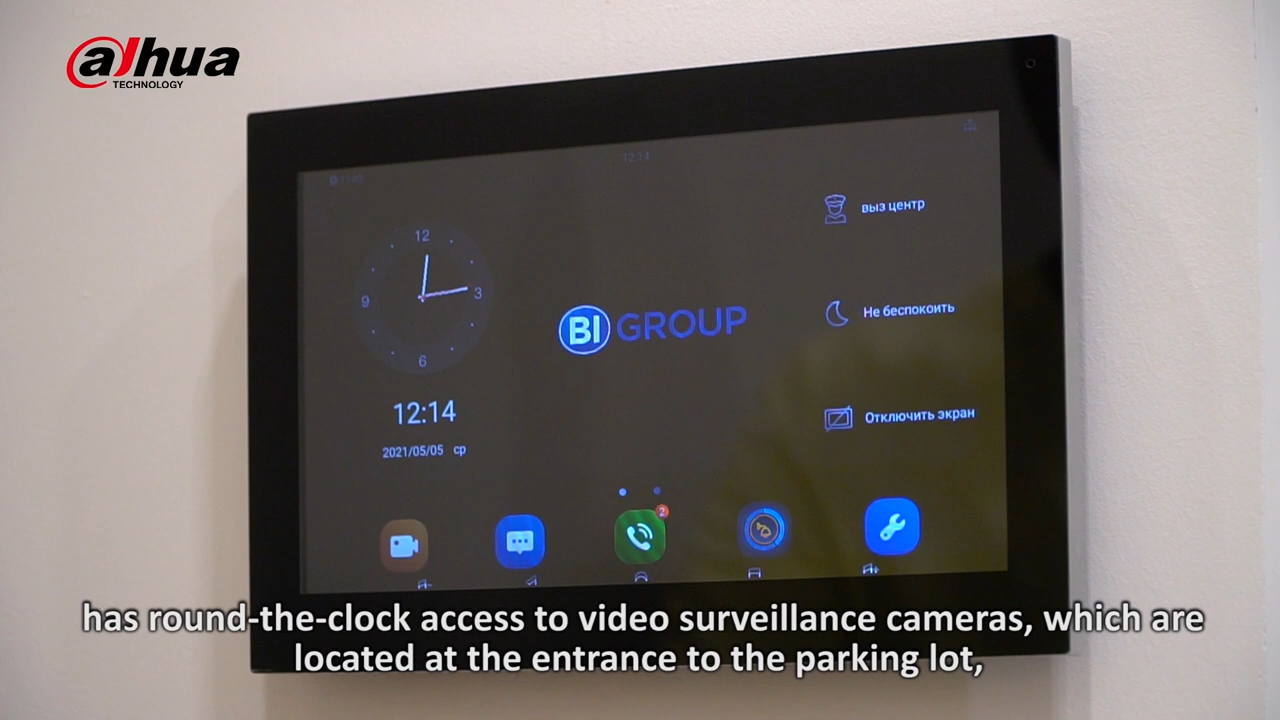 alhua
TECHNOLOGY
12:14
1140
12
3
6
9
12:14
2021/05/05 ср
BI GROUP
выз центр
Не беспокоить
Отключить экран
2
has round-the-clock access to video surveillance cameras, which are
located at the entrance to the parking lot,